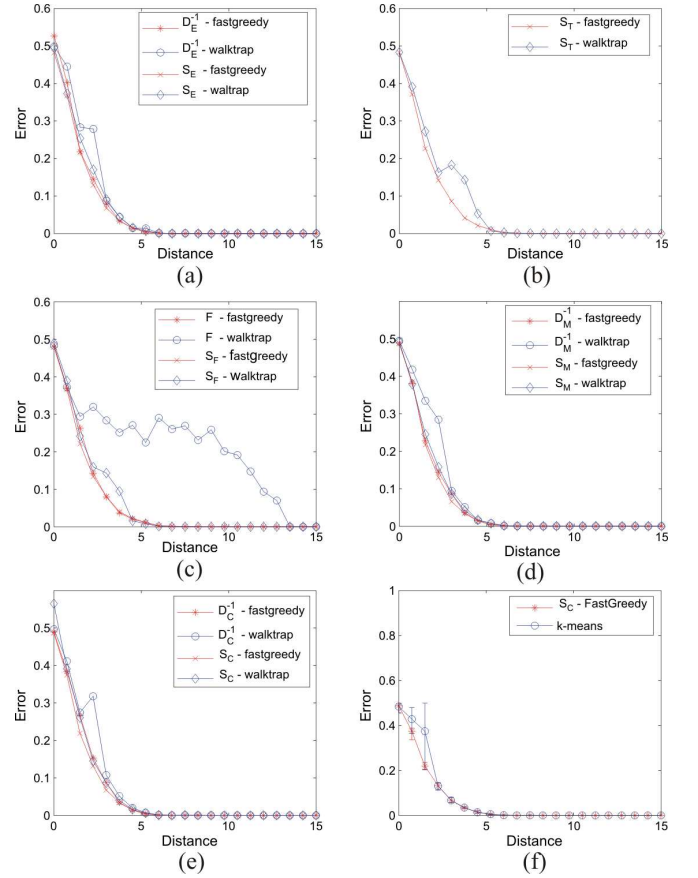 0.6
0.5
0.4
0.3
0.2
0.1
0
Error
0 5 10 15
Distance
D_E^-1 - fastgreedy
D_E^-1 - walktrap
S_E - fastgreedy
S_E - waltrap
(a)
0.6
0.5
0.4
0.3
0.2
0.1
0
Error
0 5 10 15
Distance
S_T - fastgreedy
S_T - walktrap
(b)
0.6
0.5
0.4
0.3
0.2
0.1
0
Error
0 5 10 15
Distance
F - fastgreedy
F - walktrap
S_F - fastgreedy
S_F - walktrap
(c)
0.5
0.4
0.3
0.2
0.1
0
Error
0 5 10 15
Distance
D_M^-1 - fastgreedy
D_M^-1 - walktrap
S_M - fastgreedy
S_M - walktrap
(d)
0.5
0.4
0.3
0.2
0.1
0
Error
0 5 10 15
Distance
D_C^-1 - fastgreedy
D_C^-1 - walktrap
S_C - fastgreedy
S_C - walktrap
(e)
1
0.8
0.6
0.4
0.2
0
Error
0 5 10 15
Distance
S_C - FastGreedy
k-means
(f)